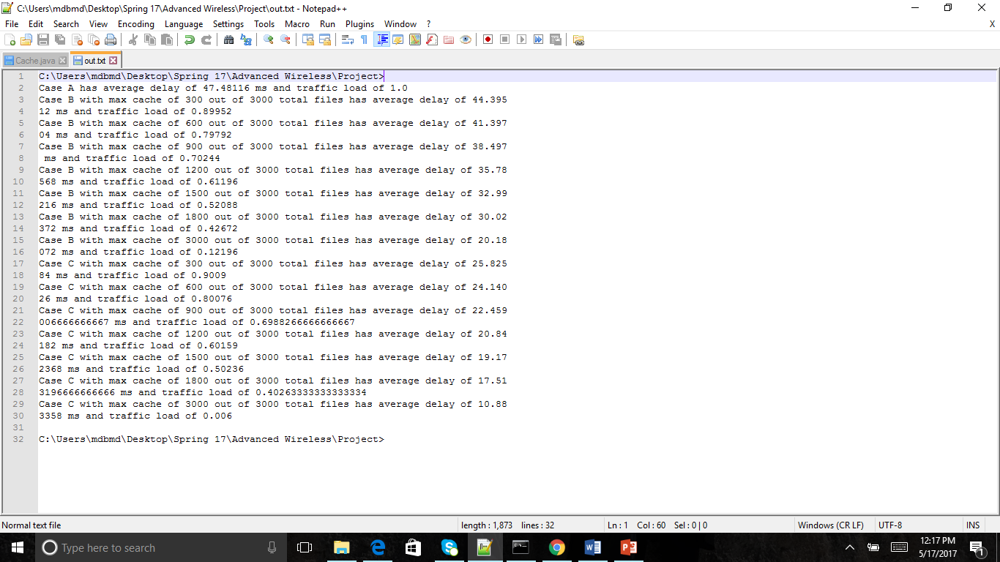 C:\Users\mdbmd\Desktop\Spring 17\Advanced Wireless\Project\out.txt - Notepad++
File Edit Search View Encoding Language Settings Tools Macro Run Plugins Window ? X
Cache.java out.txt
1 C:\Users\mdbmd\Desktop\Spring 17\Advanced Wireless\Project>
2 Case A has average delay of 47.48116 ms and traffic load of 1.0
3 Case B with max cache of 300 out of 3000 total files has average delay of 44.395
4 12 ms and traffic load of 0.89952
5 Case B with max cache of 600 out of 3000 total files has average delay of 41.397
6 04 ms and traffic load of 0.79792
7 Case B with max cache of 900 out of 3000 total files has average delay of 38.497
8  ms and traffic load of 0.70244
9 Case B with max cache of 1200 out of 3000 total files has average delay of 35.78
10 568 ms and traffic load of 0.61196
11 Case B with max cache of 1500 out of 3000 total files has average delay of 32.99
12 216 ms and traffic load of 0.52088
13 Case B with max cache of 1800 out of 3000 total files has average delay of 30.02
14 372 ms and traffic load of 0.42672
15 Case B with max cache of 3000 out of 3000 total files has average delay of 20.18
16 072 ms and traffic load of 0.12196
17 Case C with max cache of 300 out of 3000 total files has average delay of 25.825
18 84 ms and traffic load of 0.9009
19 Case C with max cache of 600 out of 3000 total files has average delay of 24.140
20 26 ms and traffic load of 0.80076
21 Case C with max cache of 900 out of 3000 total files has average delay of 22.459
22 006666666667 ms and traffic load of 0.6988266666666667
23 Case C with max cache of 1200 out of 3000 total files has average delay of 20.84
24 182 ms and traffic load of 0.60159
25 Case C with max cache of 1500 out of 3000 total files has average delay of 19.17
26 2368 ms and traffic load of 0.50236
27 Case C with max cache of 1800 out of 3000 total files has average delay of 17.51
28 3196666666666 ms and traffic load of 0.40263333333333334
29 Case C with max cache of 3000 out of 3000 total files has average delay of 10.88
30 3358 ms and traffic load of 0.006
31
32 C:\Users\mdbmd\Desktop\Spring 17\Advanced Wireless\Project>
Normal text file length : 1,873 lines : 32 Ln : 1 Col : 60 Sel : 0 | 0 Windows (CR LF) UTF-8 INS
Type here to search 12:17 PM
5/17/2017 1